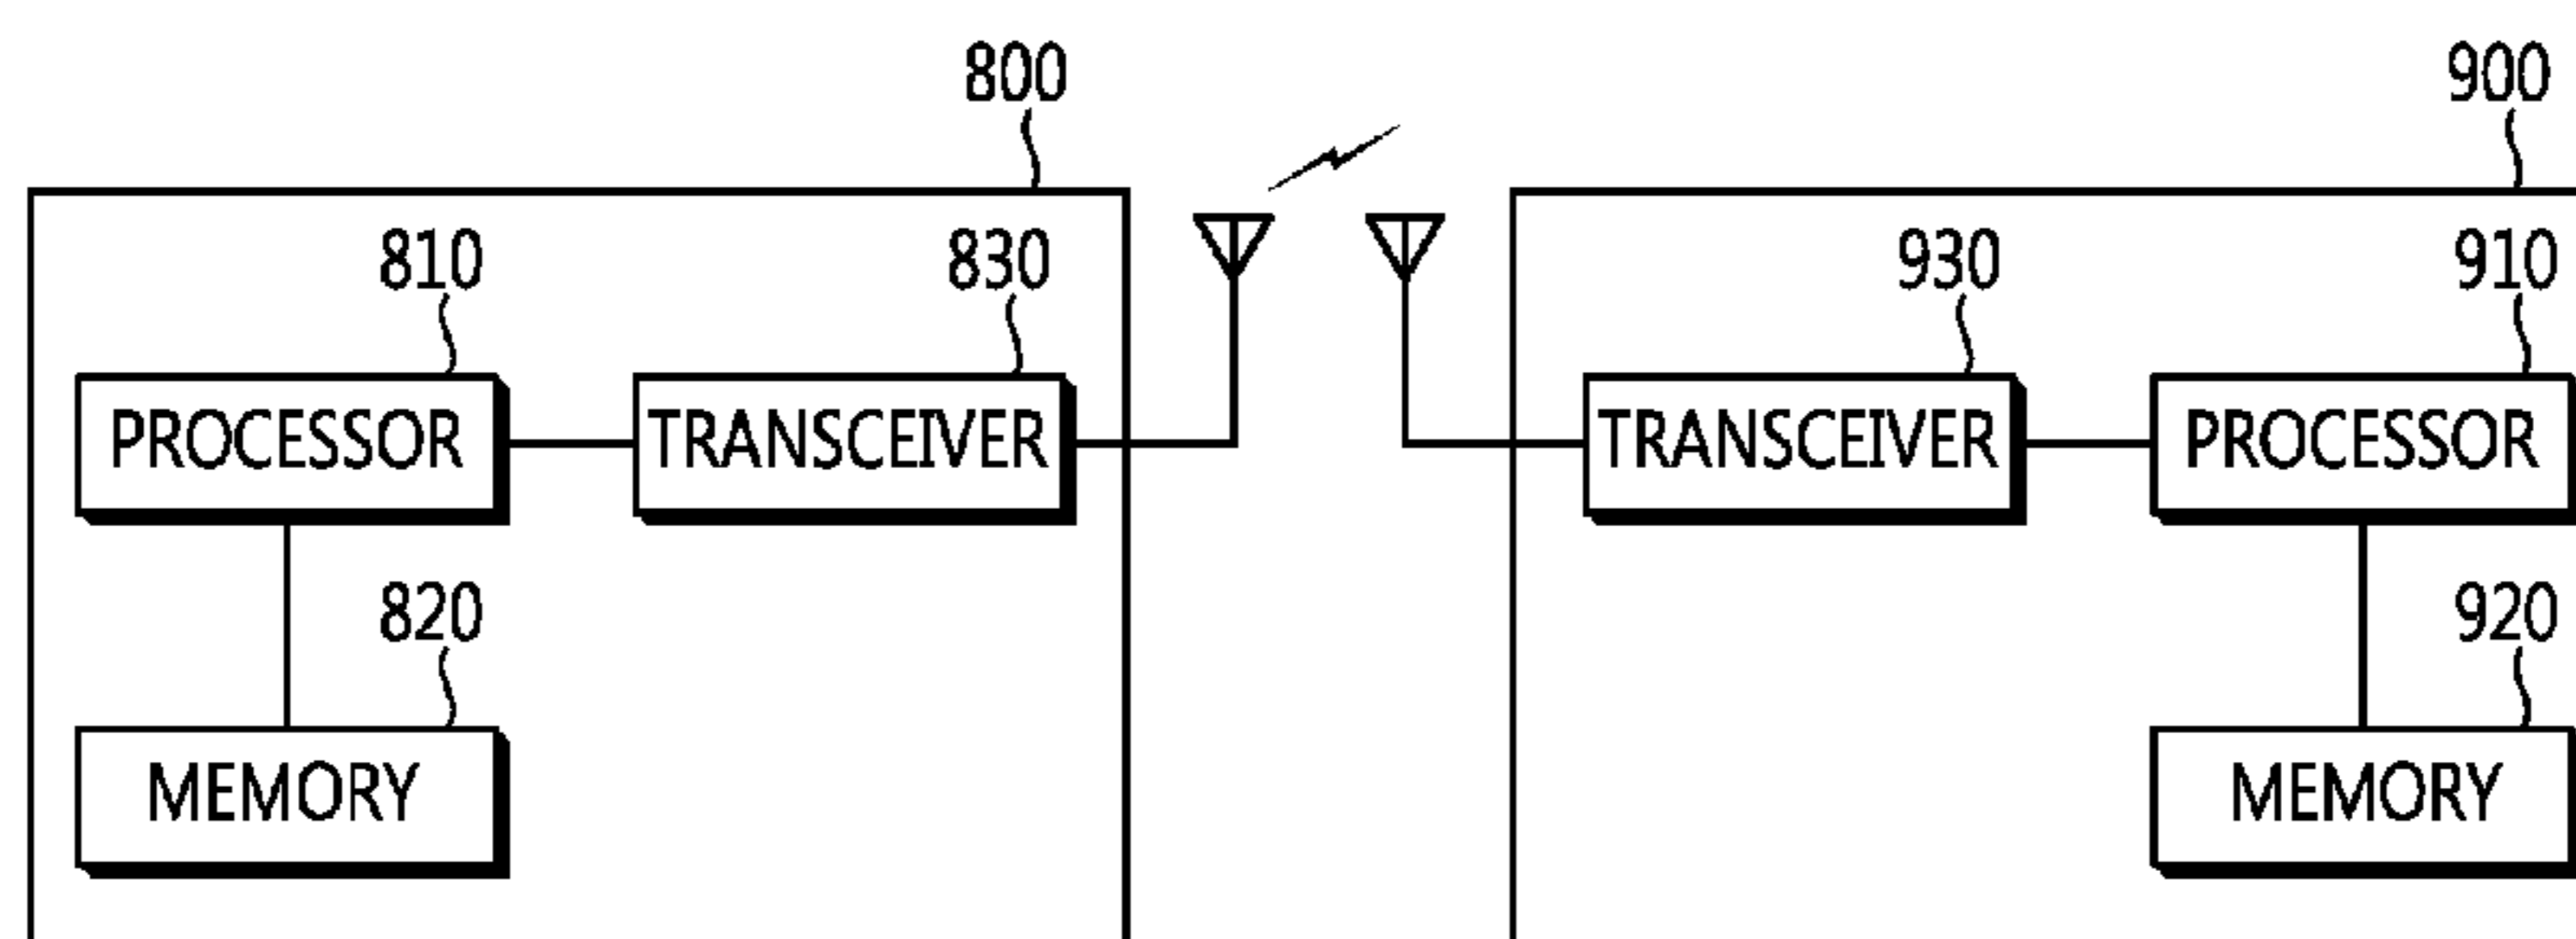 800
900
810
830
930
910
PROCESSOR
TRANSCEIVER
TRANSCEIVER
PROCESSOR
820
920
MEMORY
MEMORY